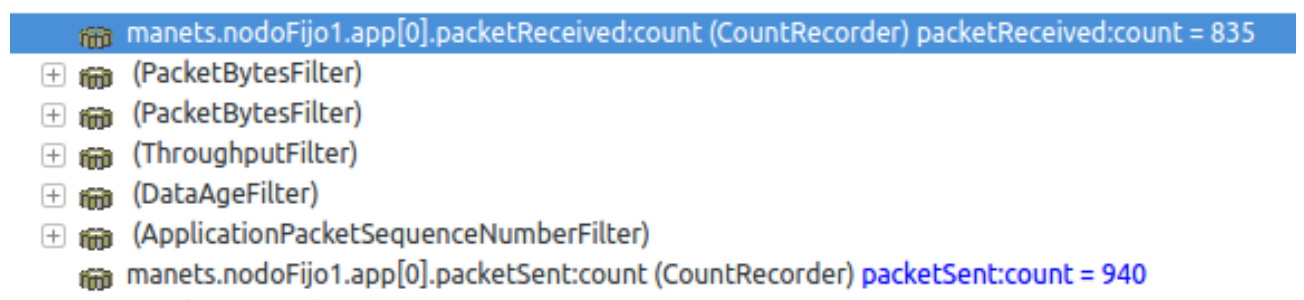 manets.nodoFijo1.app[0].packetReceived:count (CountRecorder) packetReceived:count = 835
(PacketBytesFilter)
(PacketBytesFilter)
(ThroughputFilter)
(DataAgeFilter)
(ApplicationPacketSequenceNumberFilter)
manets.nodoFijo1.app[0].packetSent:count (CountRecorder) packetSent:count = 940